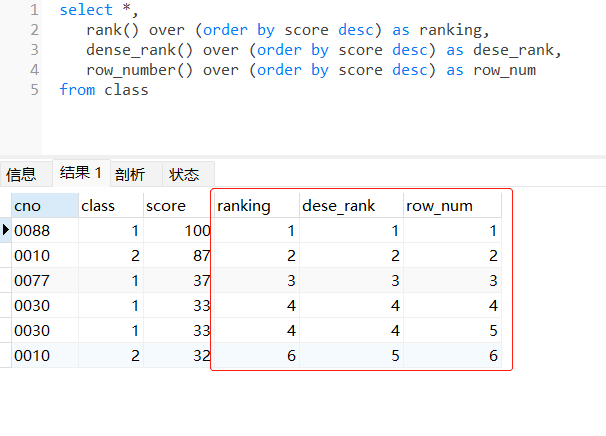 1 select *,
2 rank() over (order by score desc) as ranking,
3 dense_rank() over (order by score desc) as dese_rank,
4 row_number() over (order by score desc) as row_num
5 from class
信息 结果 1 剖析 状态
cno class score ranking dese_rank row_num
0088 1 100 1 1 1
0010 2 87 2 2 2
0077 1 37 3 3 3
0030 1 33 4 4 4
0030 1 33 4 4 5
0010 2 32 6 5 6